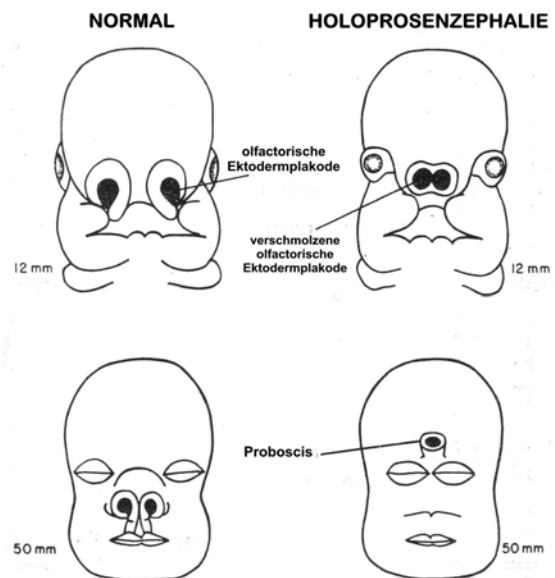 NORMAL
HOLOPROSENZEPHALIE
olfactorische
Ektodermplakode
verschmolzene
olfactorische
Ektodermplakode
12 mm
12 mm
Proboscis
50 mm
50 mm